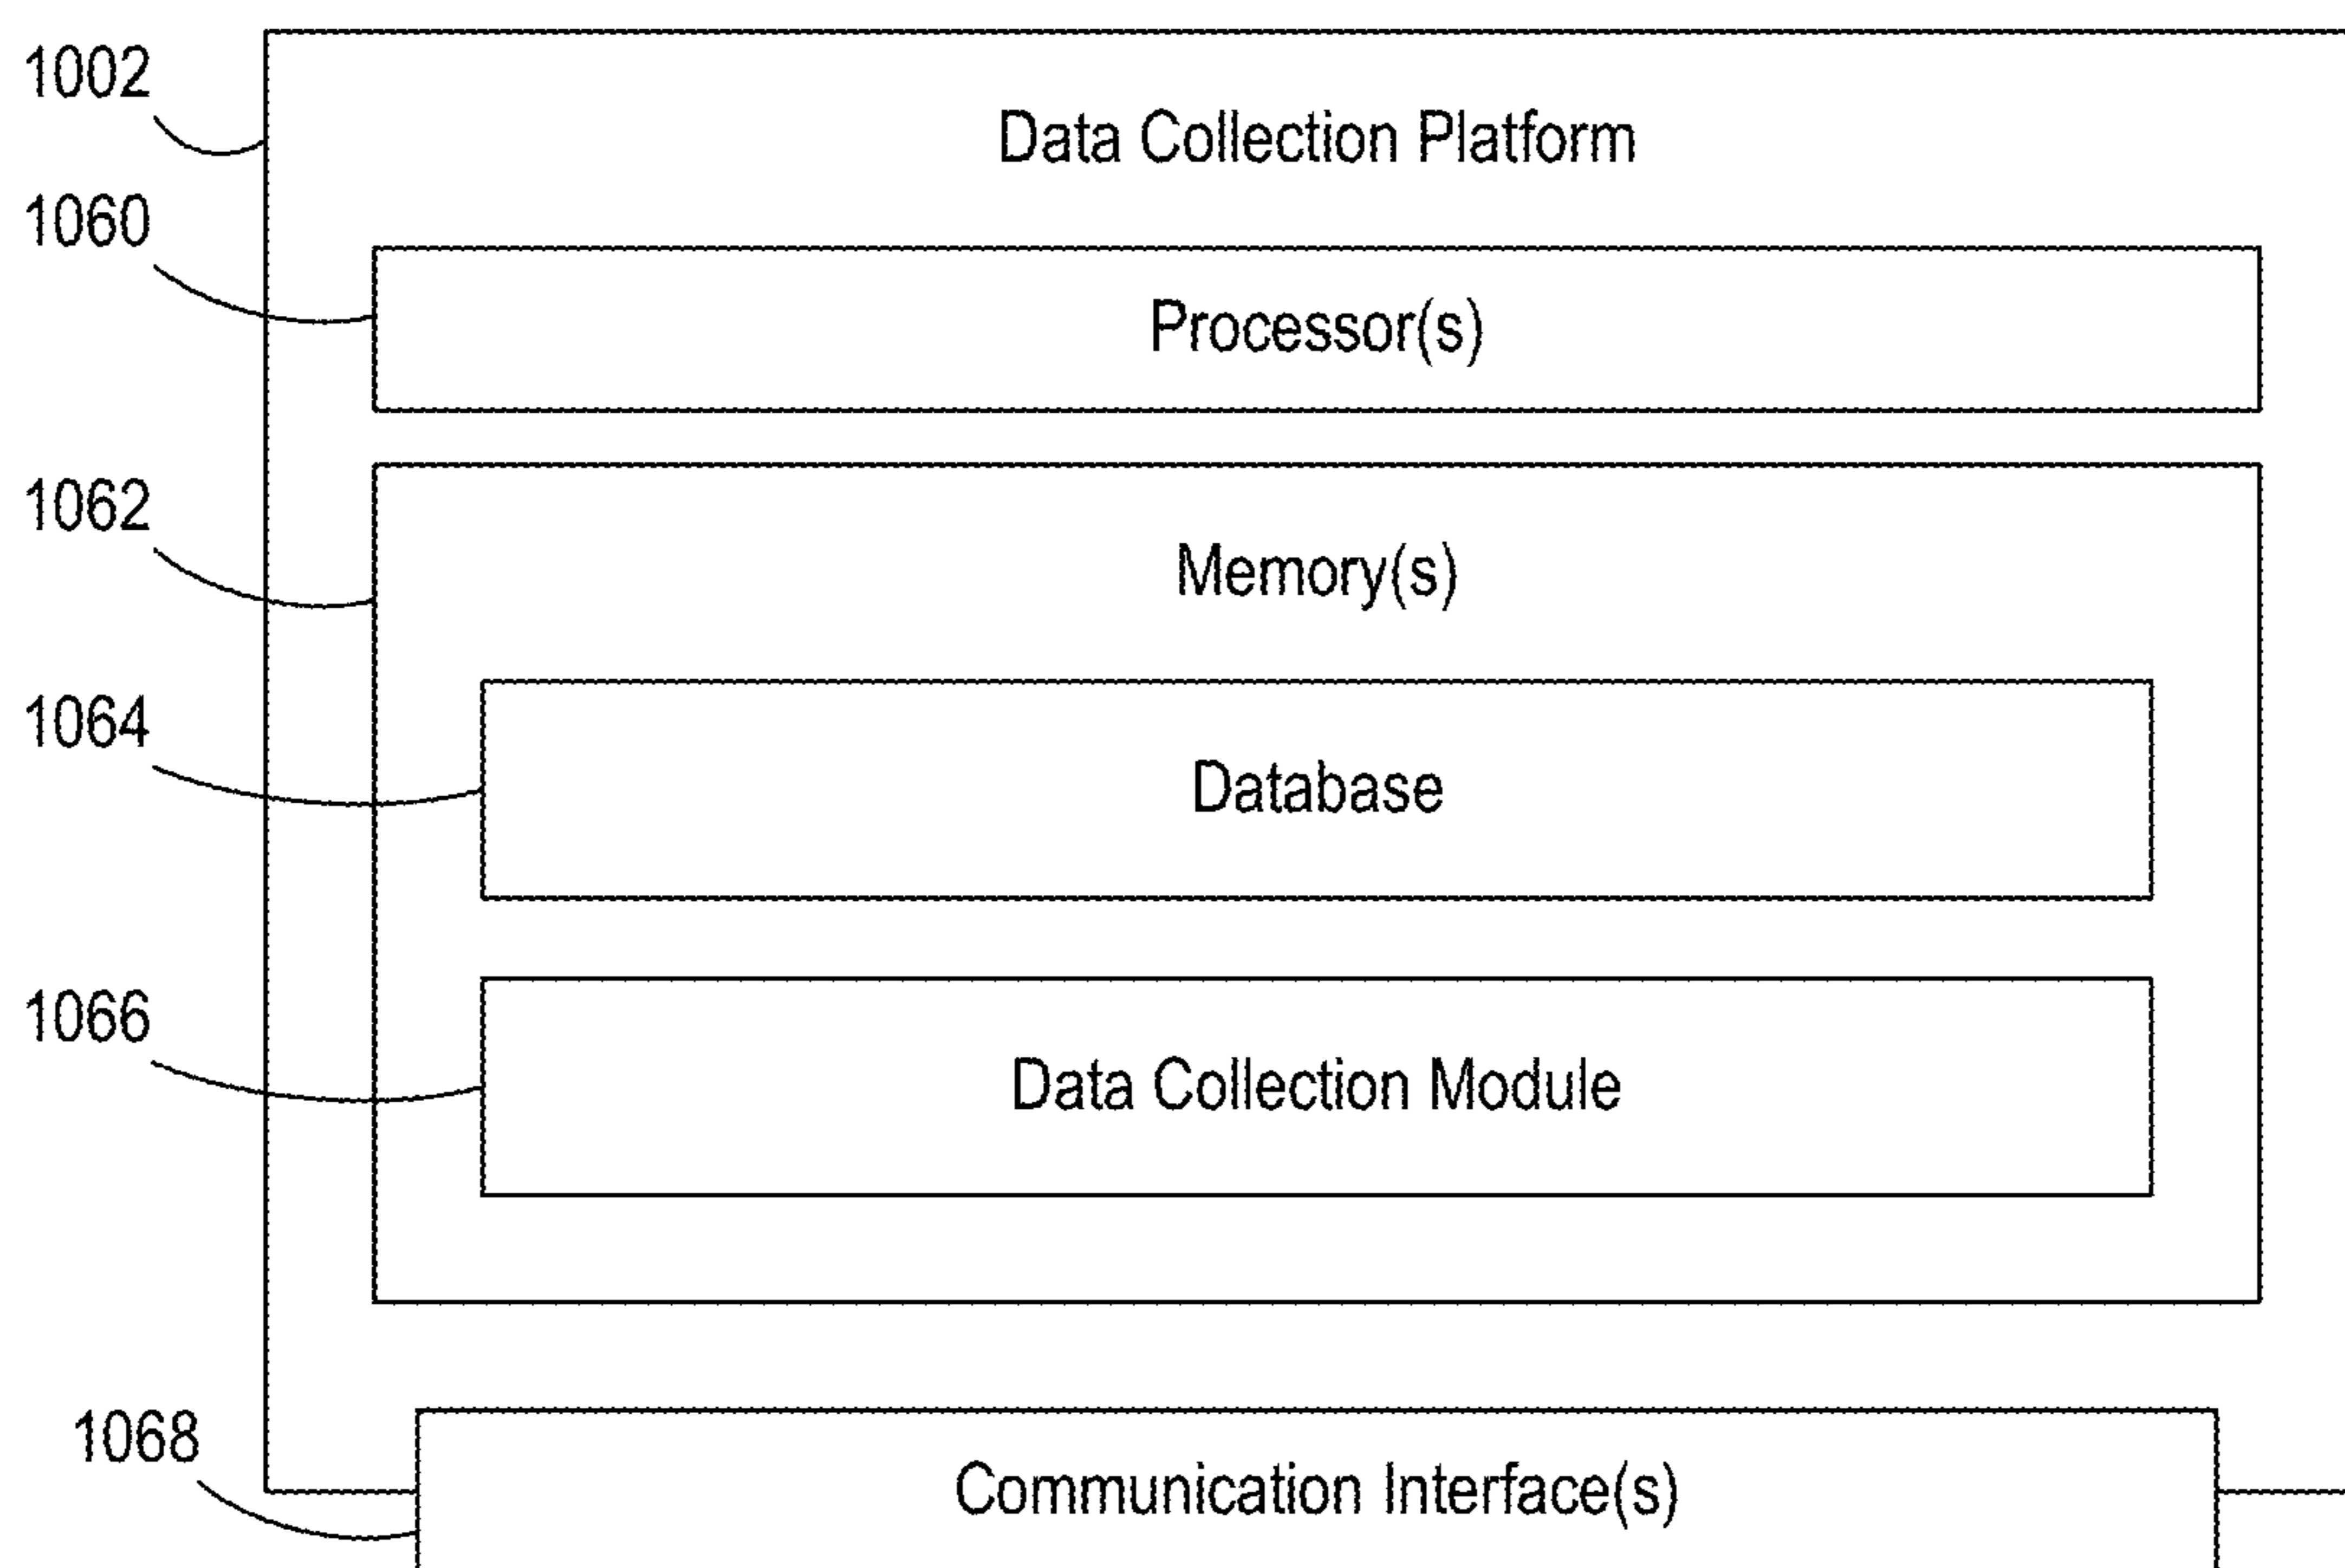 1002
Data Collection Platform
1060
Processor(s)
1062
Memory(s)
1064
Database
1066
Data Collection Module
1068
Communication Interface(s)